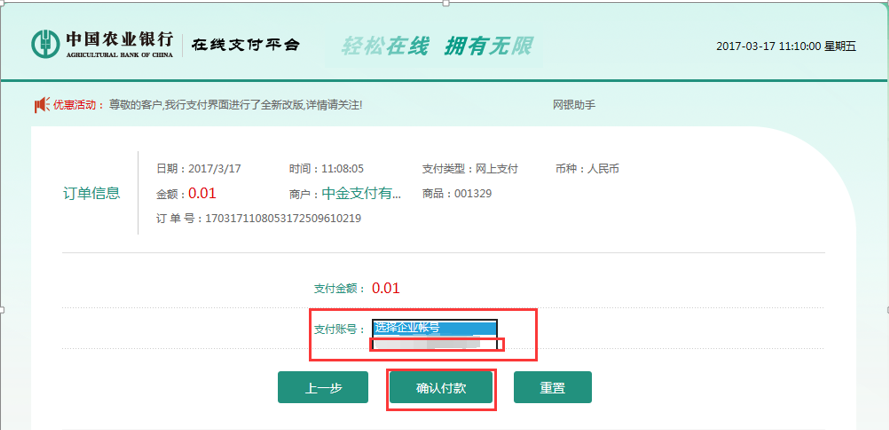 中国农业银行 在线支付平台 轻松在线 拥有无限 2017-03-17 11:10:00 星期五
AGRICULTURAL BANK OF CHINA
优惠活动： 尊敬的客户,我行支付界面进行了全新改版,详情请关注! 网银助手
订单信息
日期：2017/3/17 时间：11:08:05 支付类型：网上支付 币种：人民币
金额：0.01 商户：中金支付有... 商品：001329
订 单 号：1703171108053172509610219
支付金额： 0.01
支付账号： 选择企业帐号
上一步 确认付款 重置